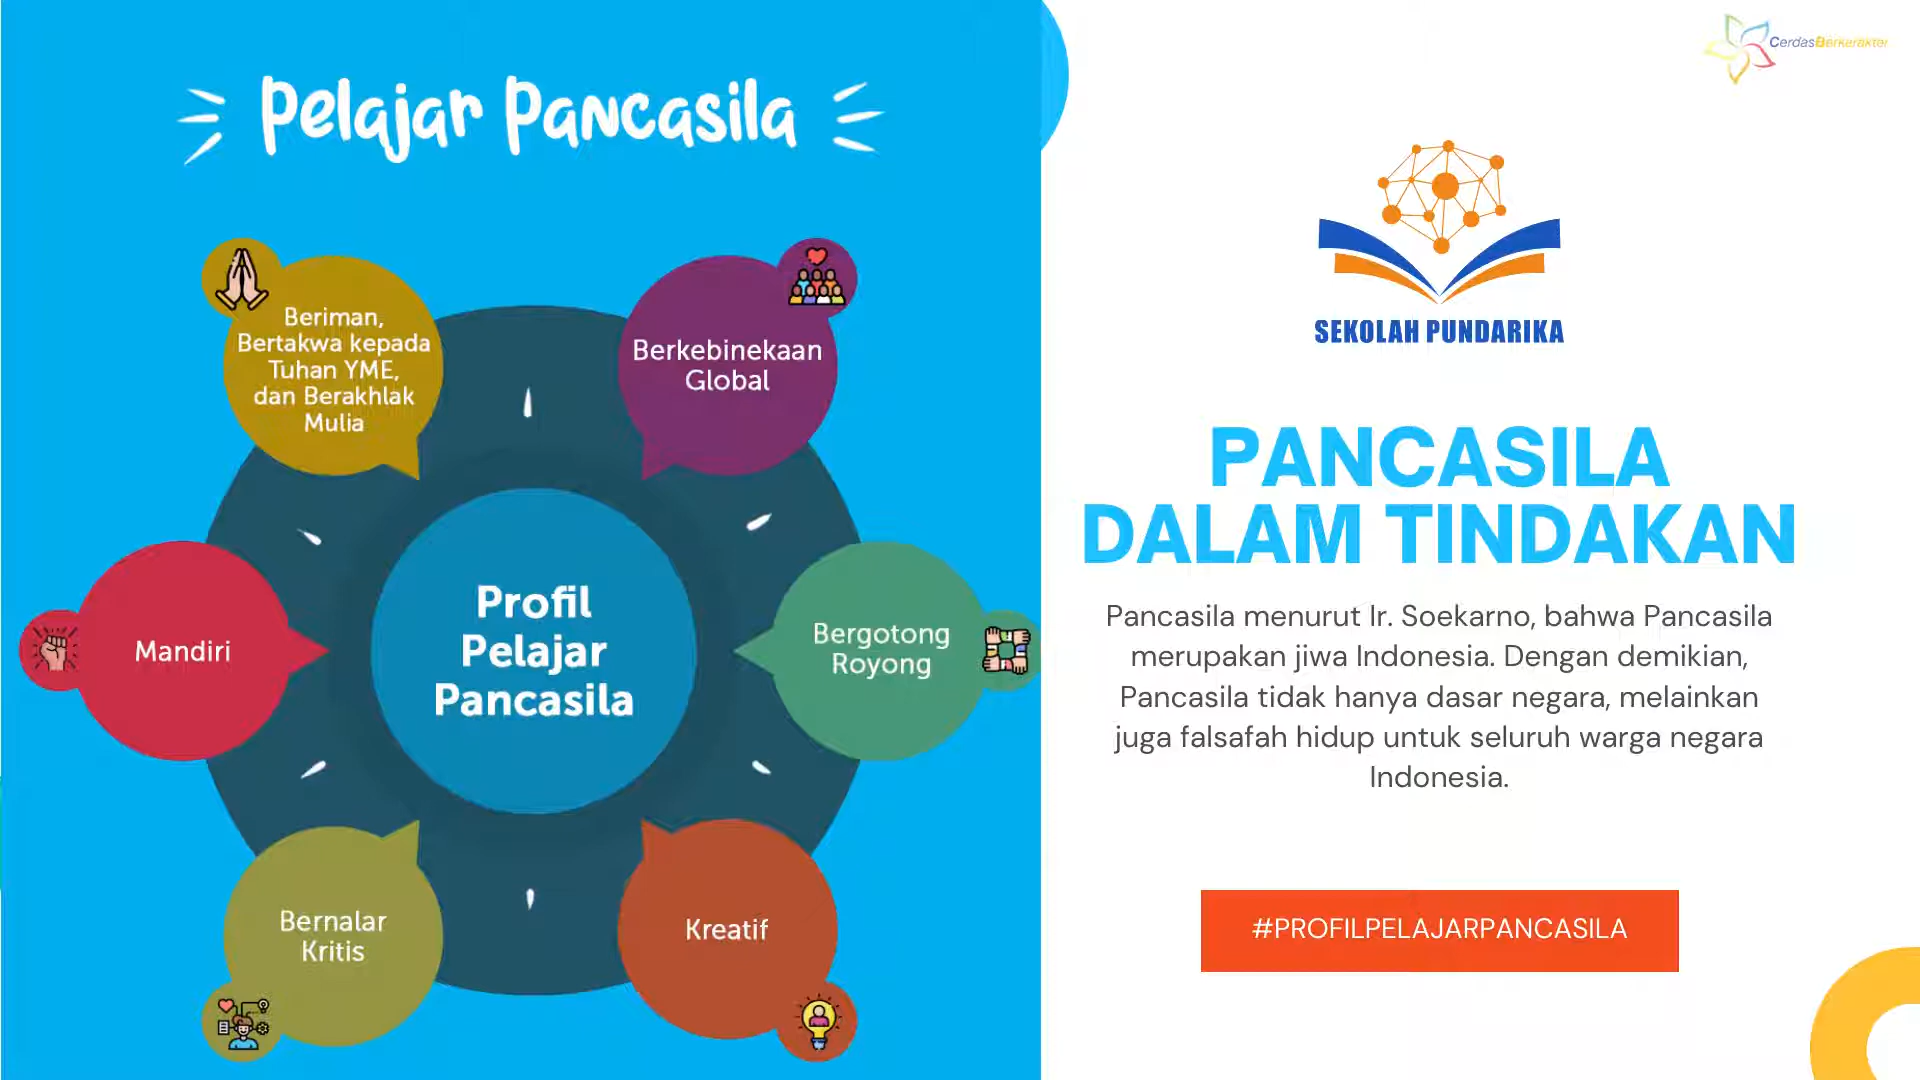 Pelajar Pancasila
Beriman,
Bertakwa kepada
Tuhan YME,
dan Berakhlak
Mulia
Berkebinekaan
Global
Mandiri
Profil
Pelajar
Pancasila
Bergotong
Royong
Bernalar
Kritis
Kreatif
CerdasBerkerakter
SEKOLAH PUNDARIKA
PANCASILA
DALAM TINDAKAN
Pancasila menurut Ir. Soekarno, bahwa Pancasila
merupakan jiwa Indonesia. Dengan demikian,
Pancasila tidak hanya dasar negara, melainkan
juga falsafah hidup untuk seluruh warga negara
Indonesia.
#PROFILPELAJARPANCASILA